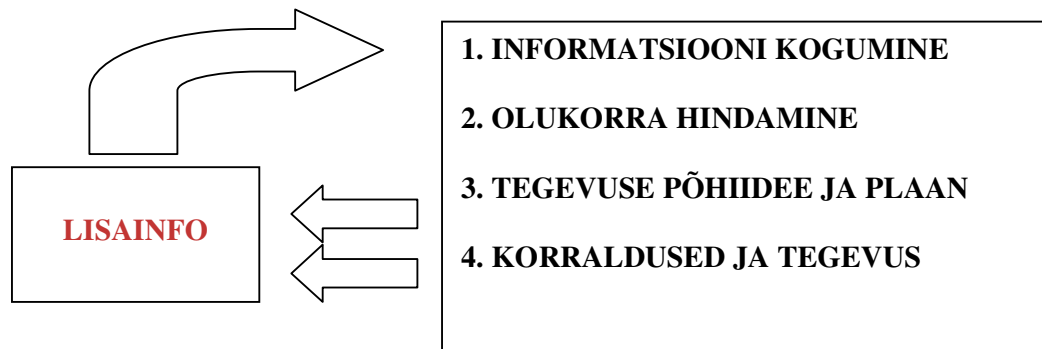 1. INFORMATSIOONI KOGUMINE
2. OLUKORRA HINDAMINE
3. TEGEVUSE PÕHIIDEE JA PLAAN
4. KORRALDUSED JA TEGEVUS
LISAINFO